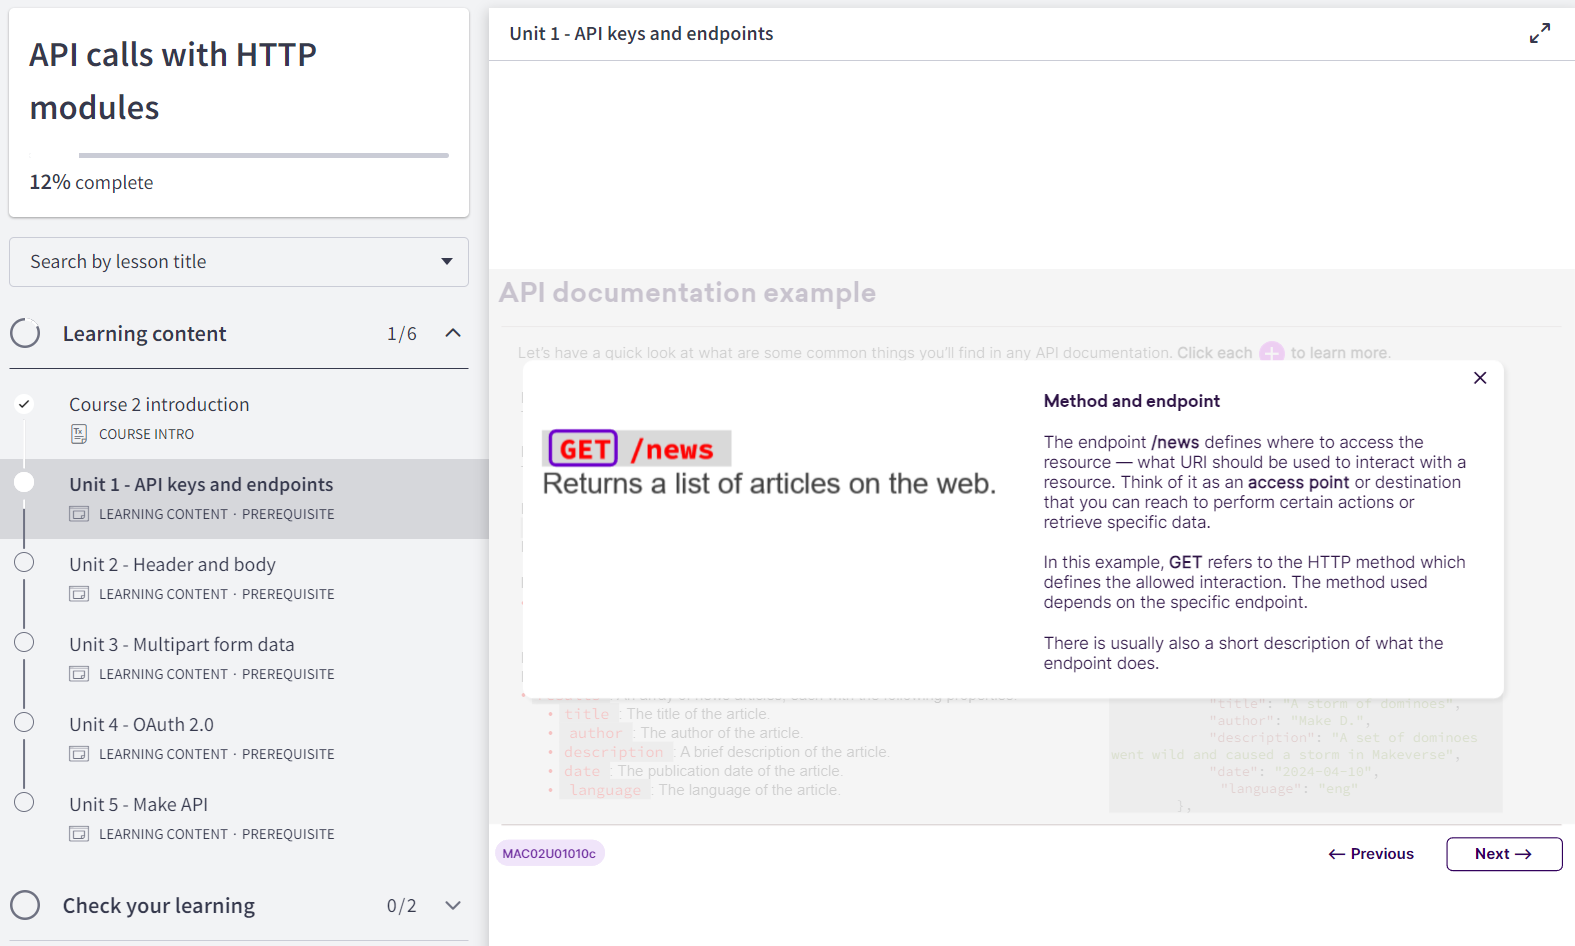 API calls with HTTP
modules
12% complete
Search by lesson title
Learning content 1/6
Course 2 introduction
COURSE INTRO
Unit 1 - API keys and endpoints
LEARNING CONTENT · PREREQUISITE
Unit 2 - Header and body
LEARNING CONTENT · PREREQUISITE
Unit 3 - Multipart form data
LEARNING CONTENT · PREREQUISITE
Unit 4 - OAuth 2.0
LEARNING CONTENT · PREREQUISITE
Unit 5 - Make API
LEARNING CONTENT · PREREQUISITE
Check your learning 0/2
Unit 1 - API keys and endpoints
API documentation example
Let's have a quick look at what are some common things you'll find in any API documentation. Click each + to learn more.
GET /news
Returns a list of articles on the web.
Method and endpoint
The endpoint /news defines where to access the
resource — what URI should be used to interact with a
resource. Think of it as an access point or destination
that you can reach to perform certain actions or
retrieve specific data.
In this example, GET refers to the HTTP method which
defines the allowed interaction. The method used
depends on the specific endpoint.
There is usually also a short description of what the
endpoint does.
title : The title of the article.
author : The author of the article.
description : A brief description of the article.
date : The publication date of the article.
language : The language of the article.
"title": "A storm of dominoes",
"author": "Make D.",
"description": "A set of dominoes
went wild and caused a storm in Makeverse",
"date": "2024-04-10",
"language": "eng"
},
MAC02U01010c
← Previous
Next →